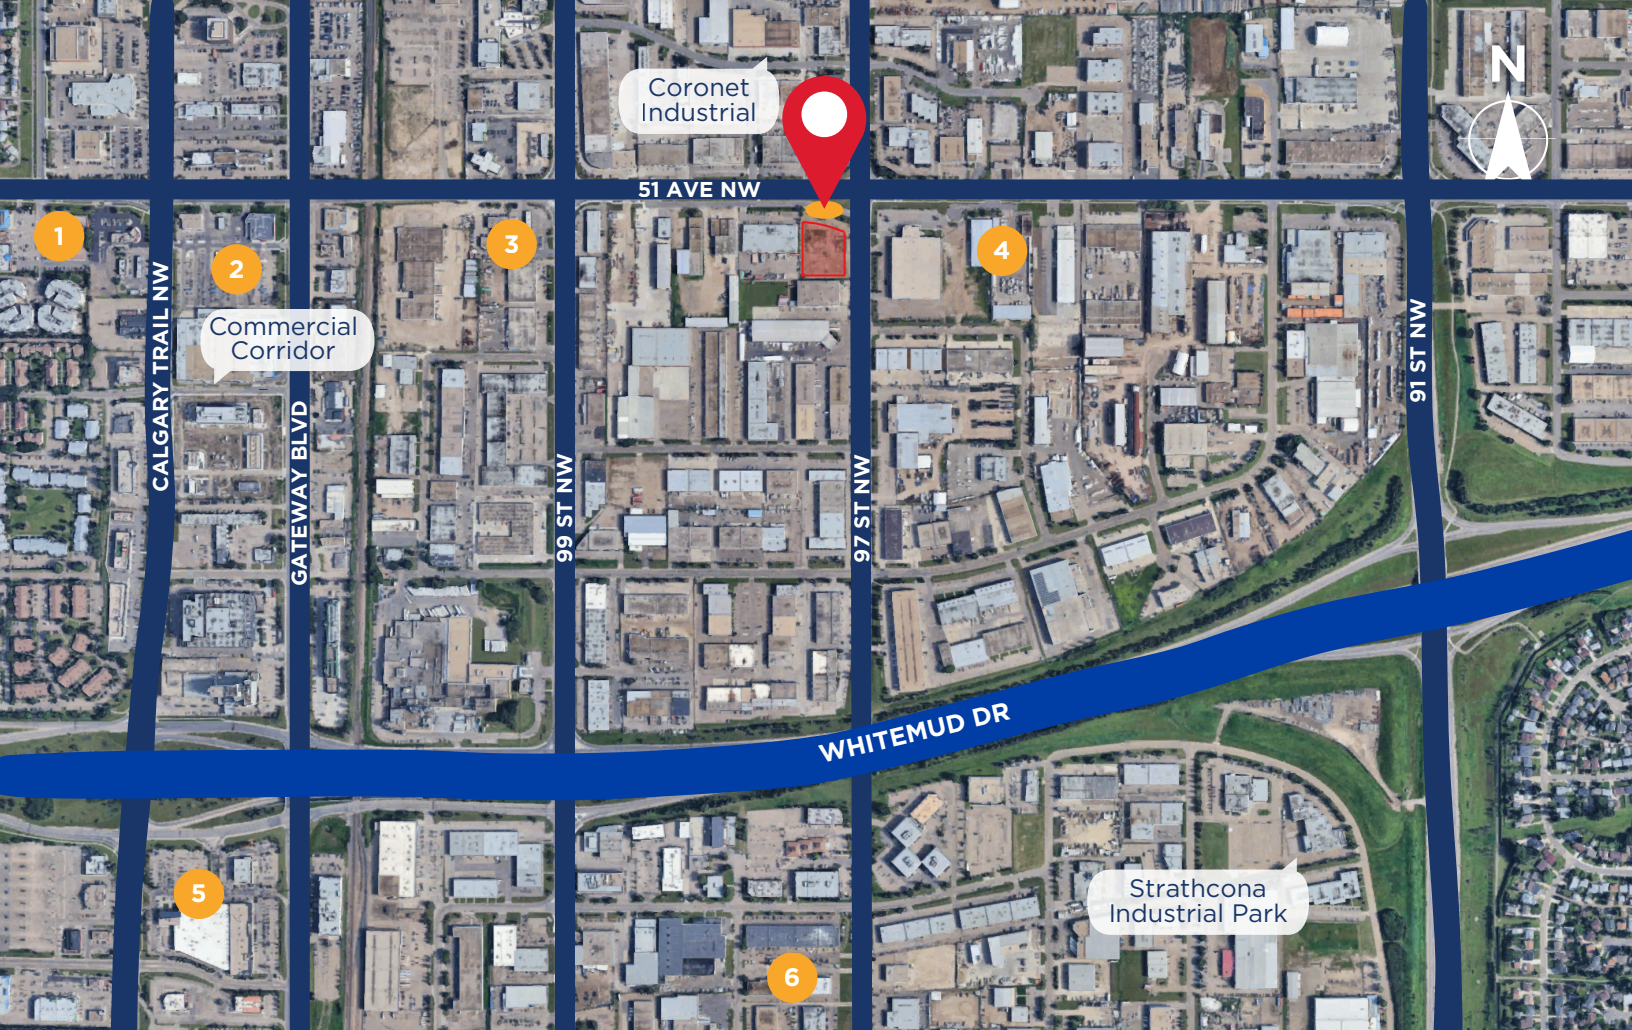 N
Coronet
Industrial
51 AVE NW
1
2
3
4
Commercial
Corridor
CALGARY TRAIL NW
GATEWAY BLVD
99 ST NW
97 ST NW
91 ST NW
WHITEMUD DR
5
Strathcona
Industrial Park
6